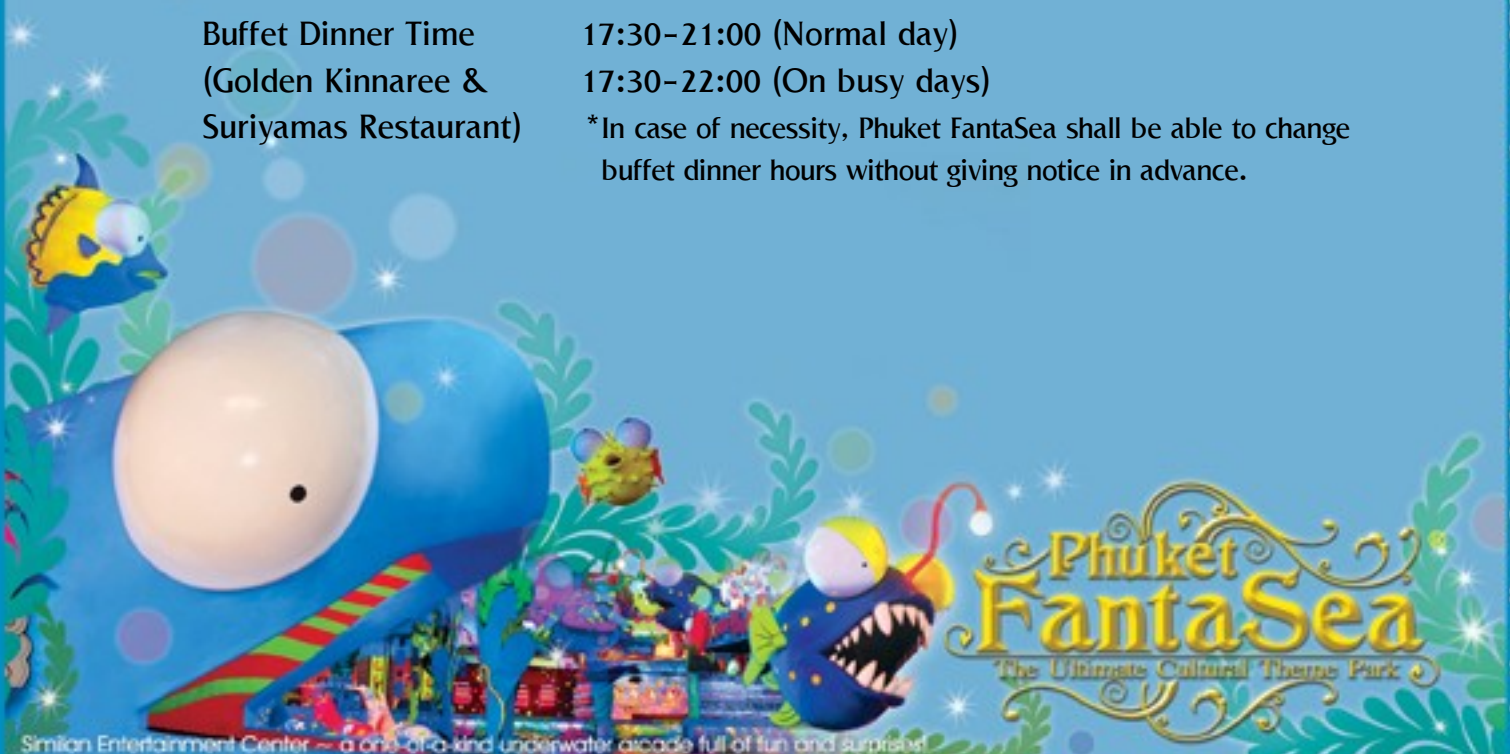 Buffet Dinner Time 17:30-21:00 (Normal day)
(Golden Kinnaree & 17:30-22:00 (On busy days)
Suriyamas Restaurant) *In case of necessity, Phuket FantaSea shall be able to change
buffet dinner hours without giving notice in advance.
Phuket
FantaSea
The Ultimate Cultural Theme Park
Similan Entertainment Center ~ a one-of-a-kind underwater arcade full of fun and surprises!